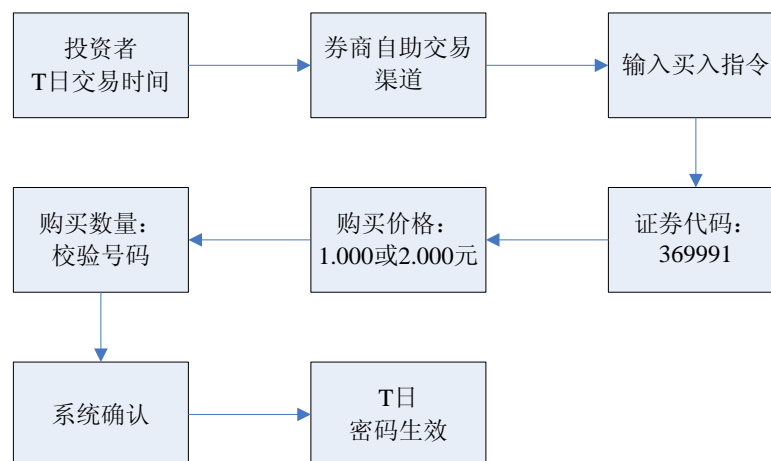 投资者
T日交易时间
券商自助交易
渠道
输入买入指令
证券代码：
369991
购买价格：
1.000或2.000元
购买数量：
校验号码
系统确认
T日
密码生效